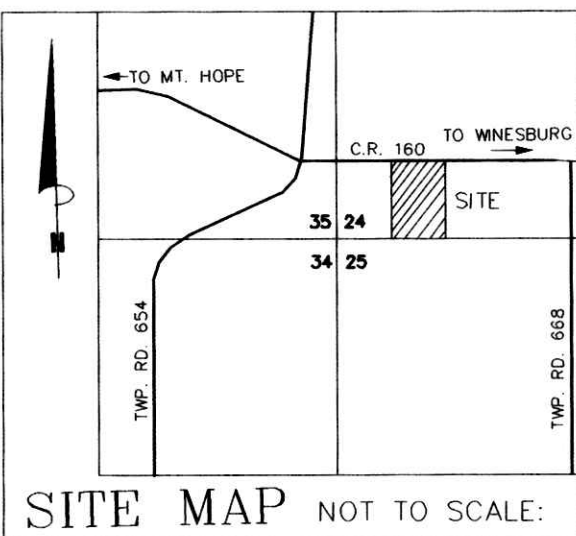 TO MT. HOPE
TO WINESBURG
C.R. 160
SITE
35 24
34 25
N
TWP. RD. 654
TWP. RD. 668
SITE MAP NOT TO SCALE: